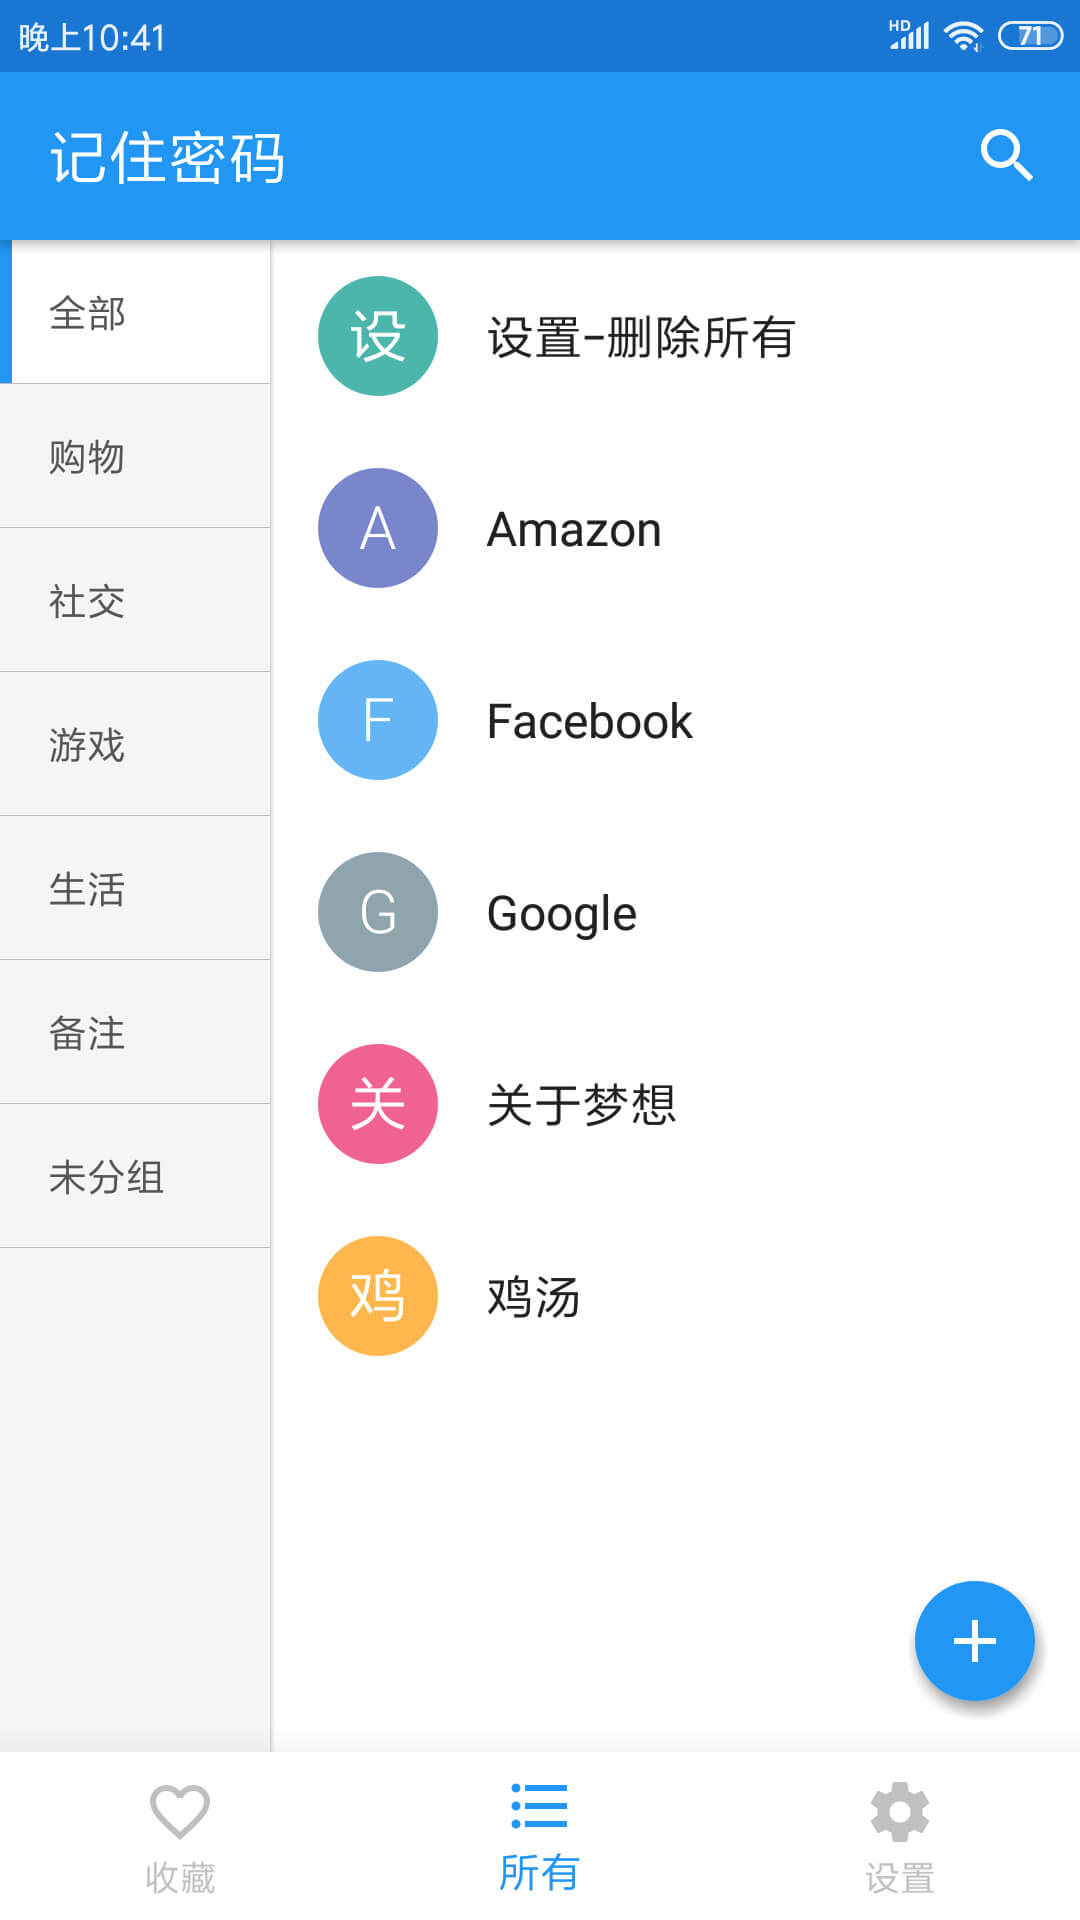 晚上10:41
HD
71
记住密码
全部
购物
社交
游戏
生活
备注
未分组
设 设置-删除所有
A Amazon
F Facebook
G Google
关 关于梦想
鸡 鸡汤
收藏
所有
设置